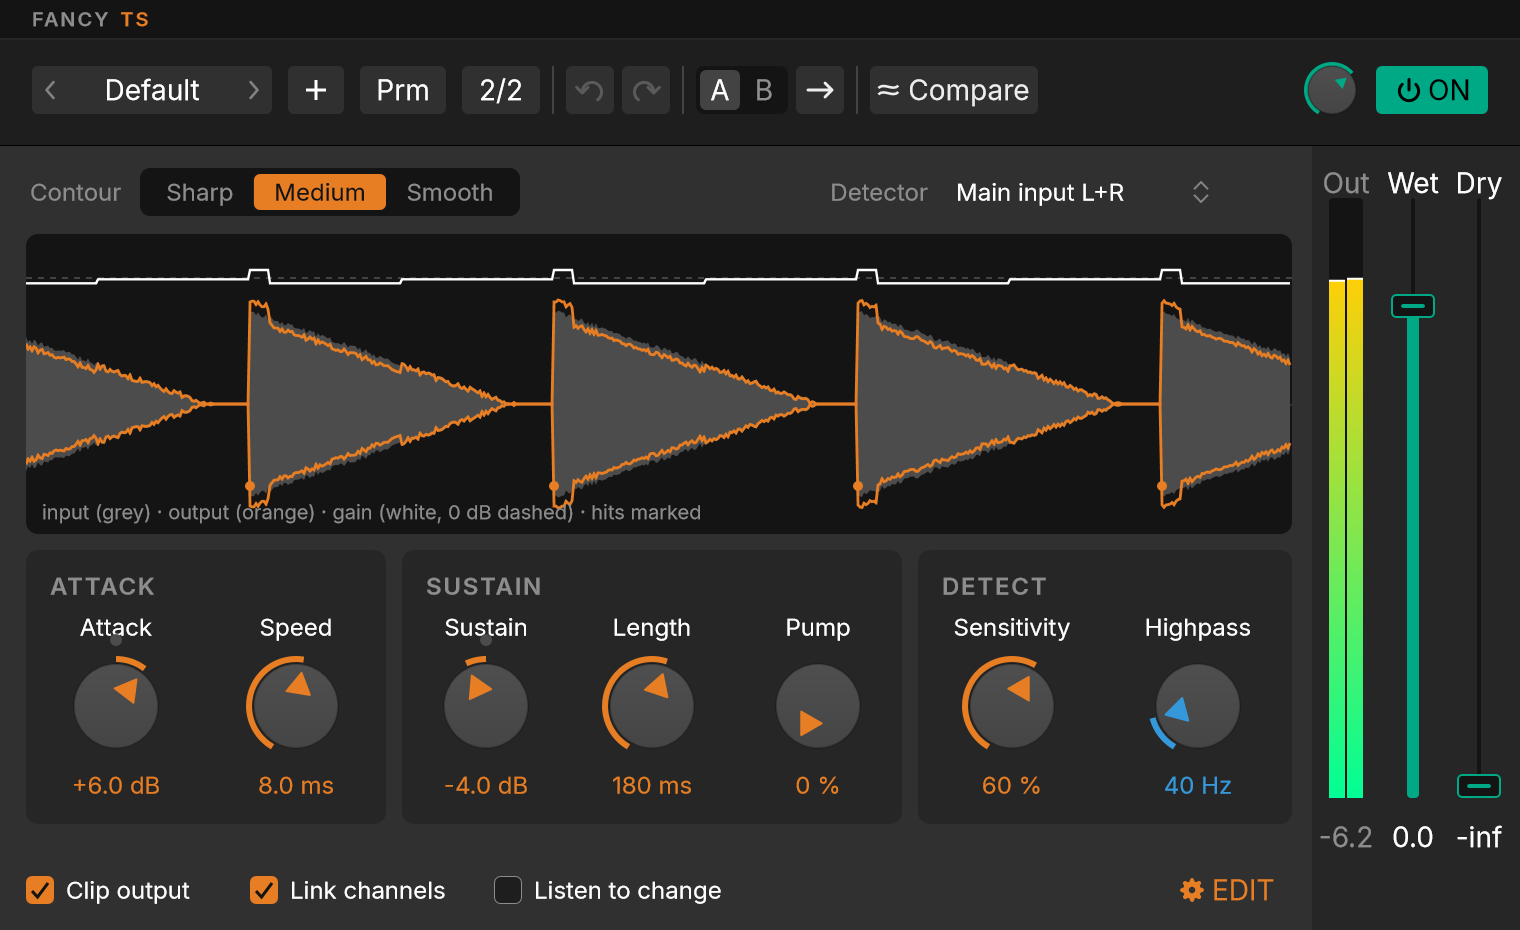 FANCY TS
Default + Prm 2/2 A B → ≈ Compare ON
Contour Sharp Medium Smooth Detector Main input L+R
Out Wet Dry
input (grey) · output (orange) · gain (white, 0 dB dashed) · hits marked
ATTACK SUSTAIN DETECT
Attack Speed Sustain Length Pump Sensitivity Highpass
+6.0 dB 8.0 ms -4.0 dB 180 ms 0 % 60 % 40 Hz
-6.2 0.0 -inf
Clip output Link channels Listen to change EDIT